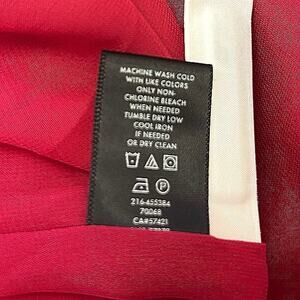 MACHINE WASH COLD
WITH LIKE COLORS
ONLY NON-
CHLORINE BLEACH
WHEN NEEDED
TUMBLE DRY LOW
COOL IRON
IF NEEDED
OR DRY CLEAN
216-455384
70068
CA#57421